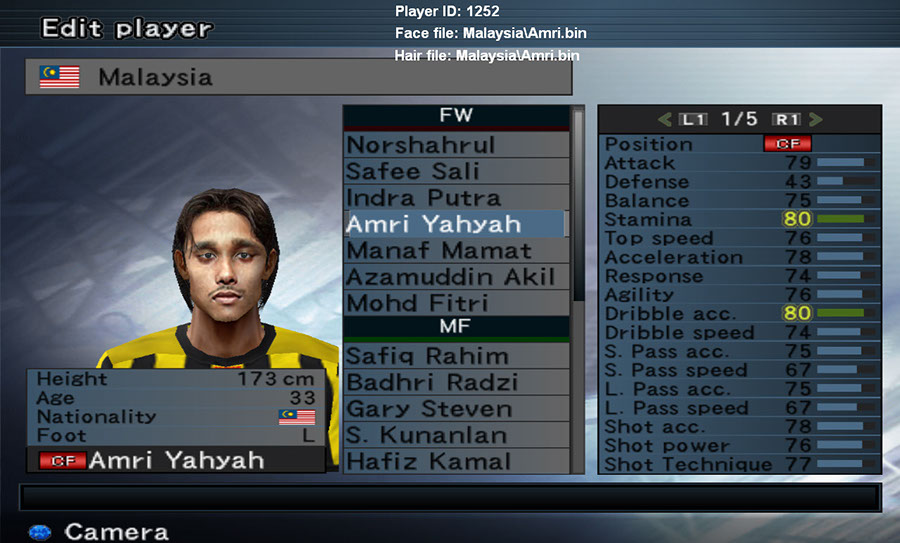 Player ID: 1252
Edit player
Face file: Malaysia\Amri.bin
Hair file: Malaysia\Amri.bin
Malaysia
FW
Norshahrul
Safee Sali
Indra Putra
Amri Yahyah
Manaf Mamat
Azamuddin Akil
Mohd Fitri
MF
Safiq Rahim
Badhri Radzi
Gary Steven
S. Kunanlan
Hafiz Kamal
L1 1/5 R1
Position CF
Attack 79
Defense 43
Balance 75
Stamina 80
Top speed 76
Acceleration 78
Response 74
Agility 76
Dribble acc. 80
Dribble speed 74
S. Pass acc. 75
S. Pass speed 67
L. Pass acc. 75
L. Pass speed 67
Shot acc. 78
Shot power 76
Shot Technique 77
Height 173 cm
Age 33
Nationality
Foot L
CF Amri Yahyah
Camera